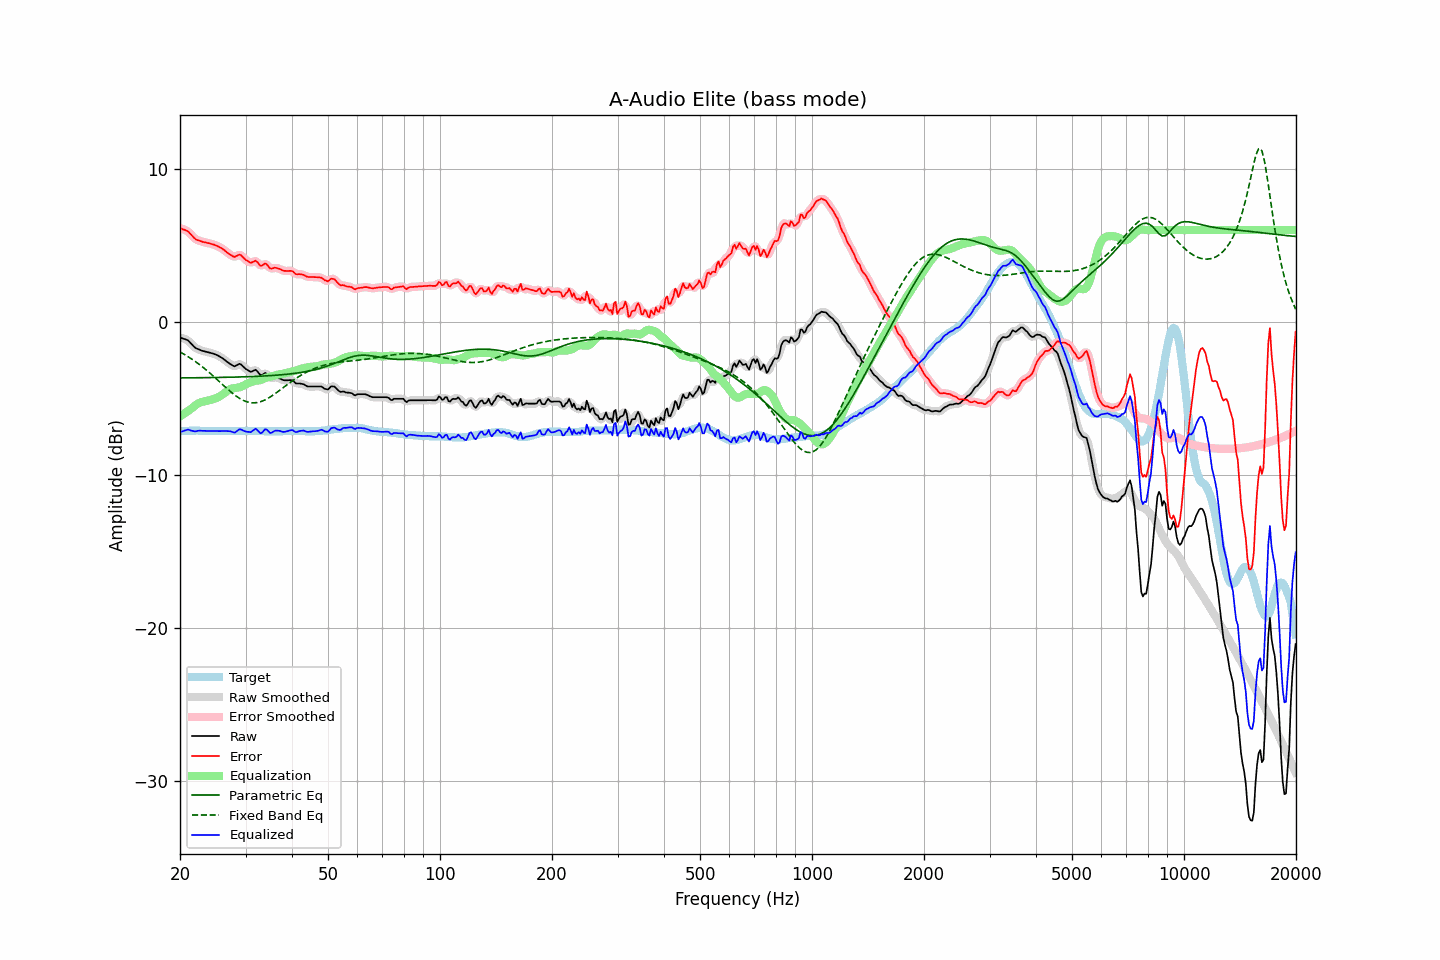 A-Audio Elite (bass mode)
10
0
−10
−20
−30
Amplitude (dBr)
Target
Raw Smoothed
Error Smoothed
Raw
Error
Equalization
Parametric Eq
Fixed Band Eq
Equalized
20 50 100 200 500 1000 2000 5000 10000 20000
Frequency (Hz)